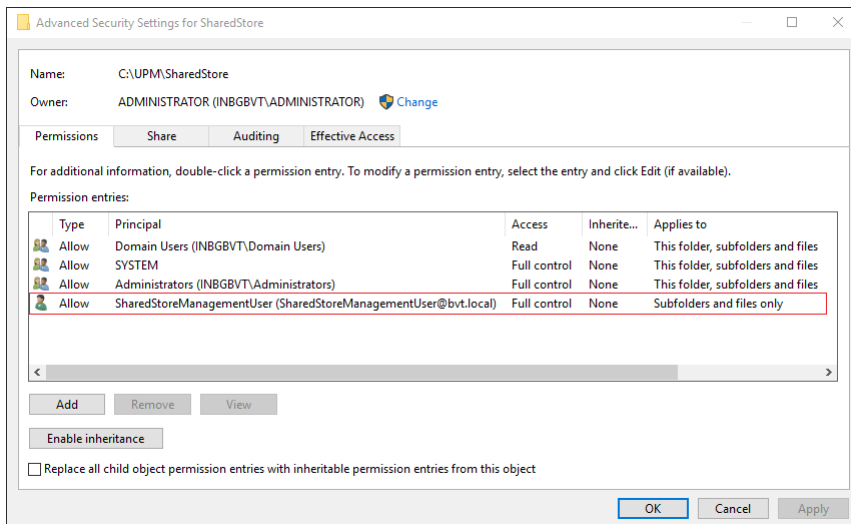 Advanced Security Settings for SharedStore
Name: C:\UPM\SharedStore
Owner: ADMINISTRATOR (INBGBVT\ADMINISTRATOR) Change
Permissions Share Auditing Effective Access
For additional information, double-click a permission entry. To modify a permission entry, select the entry and click Edit (if available).
Permission entries:
Type Principal Access Inherite... Applies to
Allow Domain Users (INBGBVT\Domain Users) Read None This folder, subfolders and files
Allow SYSTEM Full control None This folder, subfolders and files
Allow Administrators (INBGBVT\Administrators) Full control None This folder, subfolders and files
Allow SharedStoreManagementUser (SharedStoreManagementUser@bvt.local) Full control None Subfolders and files only
Add Remove View
Enable inheritance
Replace all child object permission entries with inheritable permission entries from this object
OK Cancel Apply